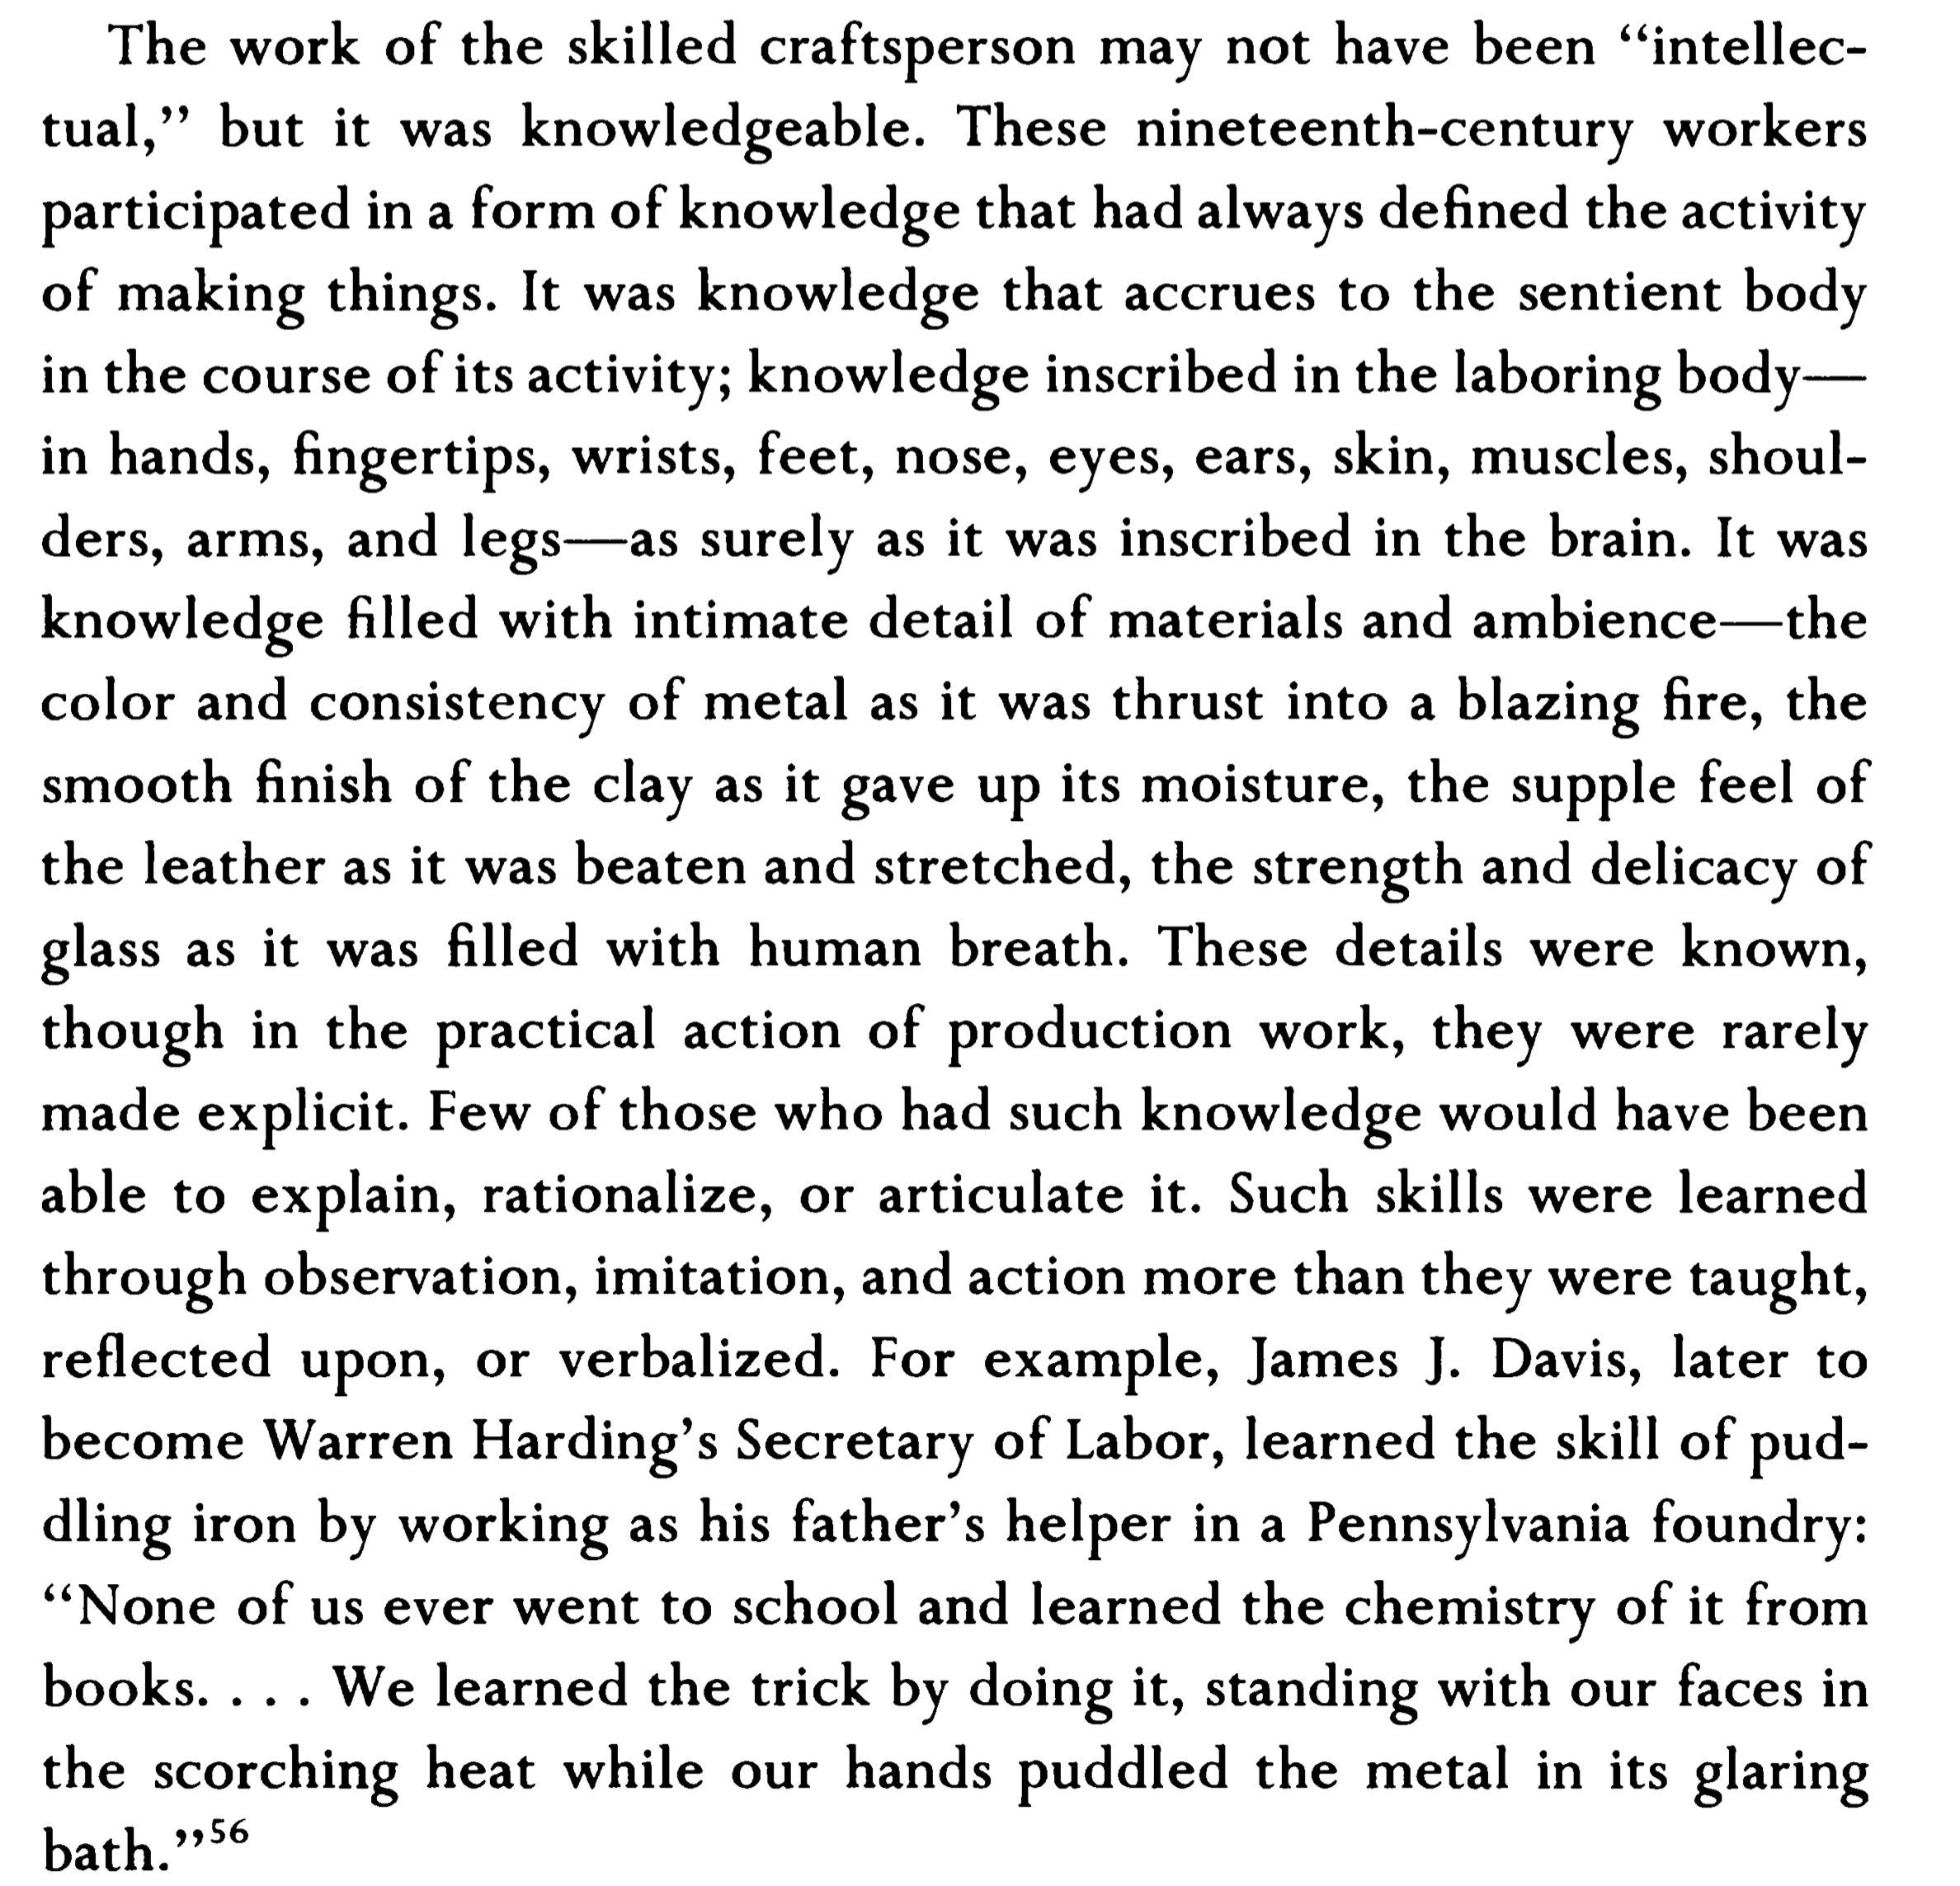 The work of the skilled craftsperson may not have been “intellec-
tual,” but it was knowledgeable. These nineteenth-century workers
participated in a form of knowledge that had always defined the activity
of making things. It was knowledge that accrues to the sentient body
in the course of its activity; knowledge inscribed in the laboring body—
in hands, fingertips, wrists, feet, nose, eyes, ears, skin, muscles, shoul-
ders, arms, and legs—as surely as it was inscribed in the brain. It was
knowledge filled with intimate detail of materials and ambience—the
color and consistency of metal as it was thrust into a blazing fire, the
smooth finish of the clay as it gave up its moisture, the supple feel of
the leather as it was beaten and stretched, the strength and delicacy of
glass as it was filled with human breath. These details were known,
though in the practical action of production work, they were rarely
made explicit. Few of those who had such knowledge would have been
able to explain, rationalize, or articulate it. Such skills were learned
through observation, imitation, and action more than they were taught,
reflected upon, or verbalized. For example, James J. Davis, later to
become Warren Harding’s Secretary of Labor, learned the skill of pud-
dling iron by working as his father’s helper in a Pennsylvania foundry:
“None of us ever went to school and learned the chemistry of it from
books. . . . We learned the trick by doing it, standing with our faces in
the scorching heat while our hands puddled the metal in its glaring
bath.”56